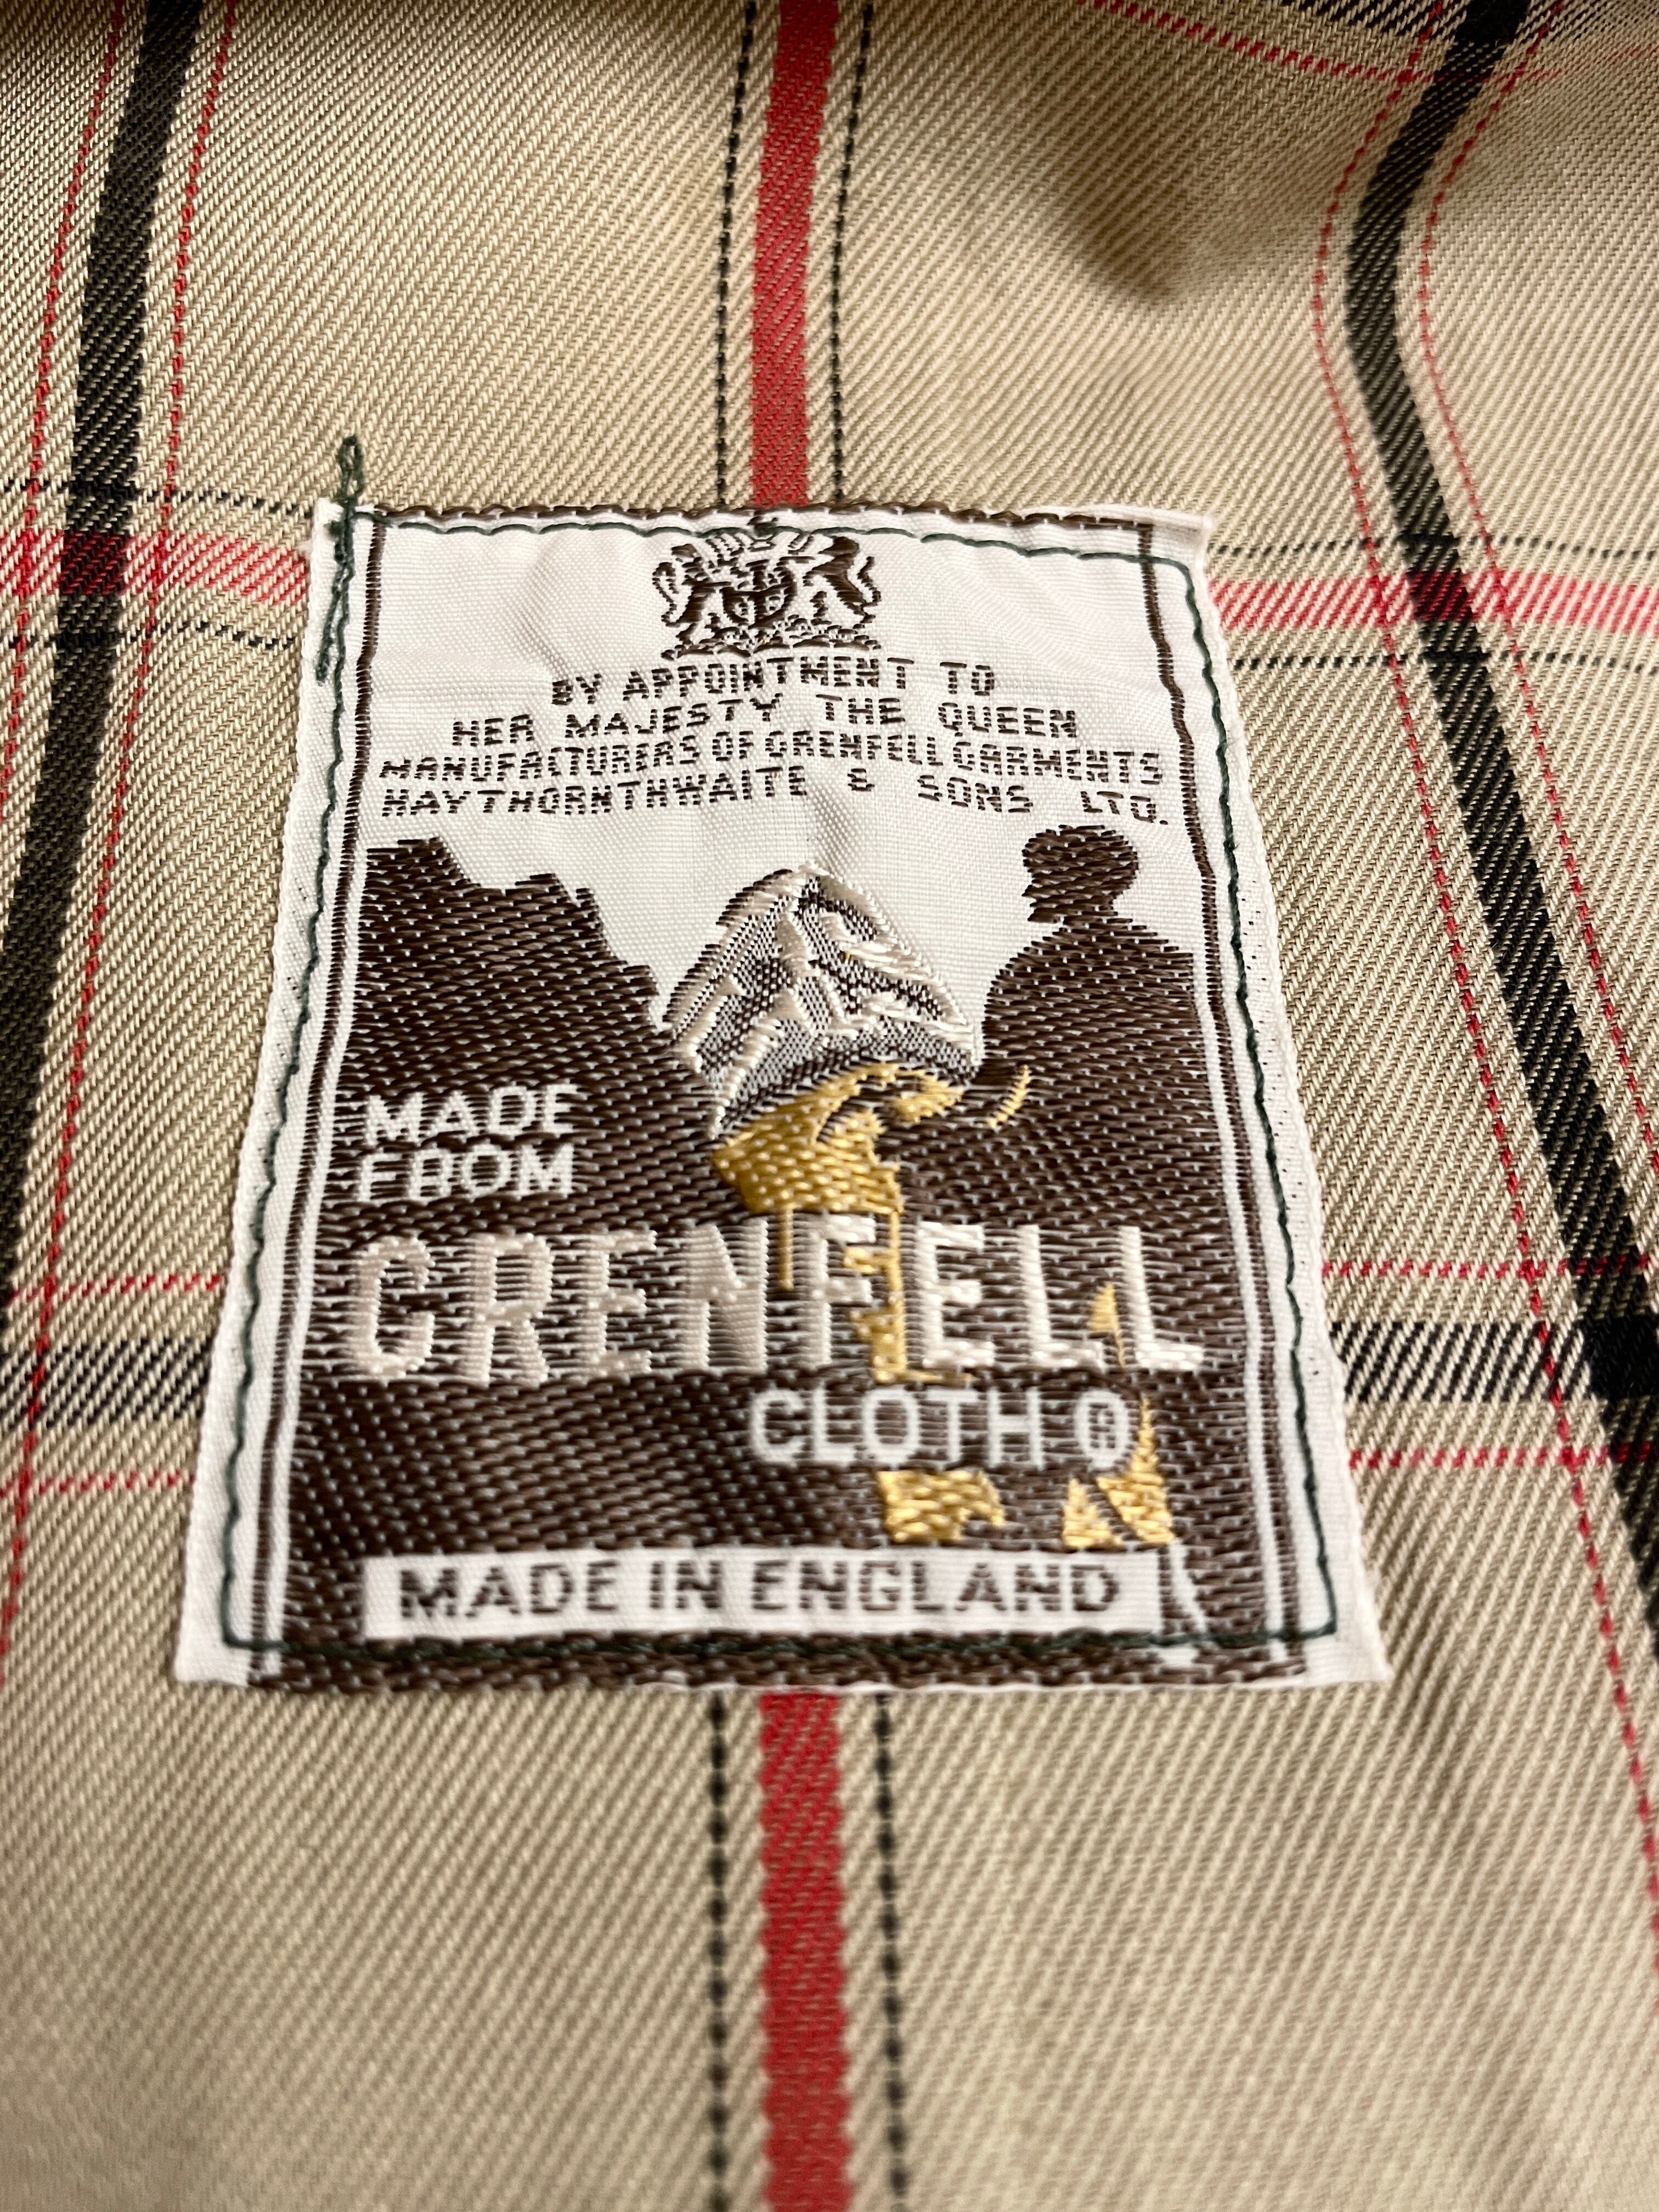 BY APPOINTMENT TO
HER MAJESTY THE QUEEN
MANUFACTURERS OF GRENFELL GARMENTS
HAYTHORNTHWAITE & SONS LTD.
MADE
FROM
GRENFELL
CLOTH ®
MADE IN ENGLAND